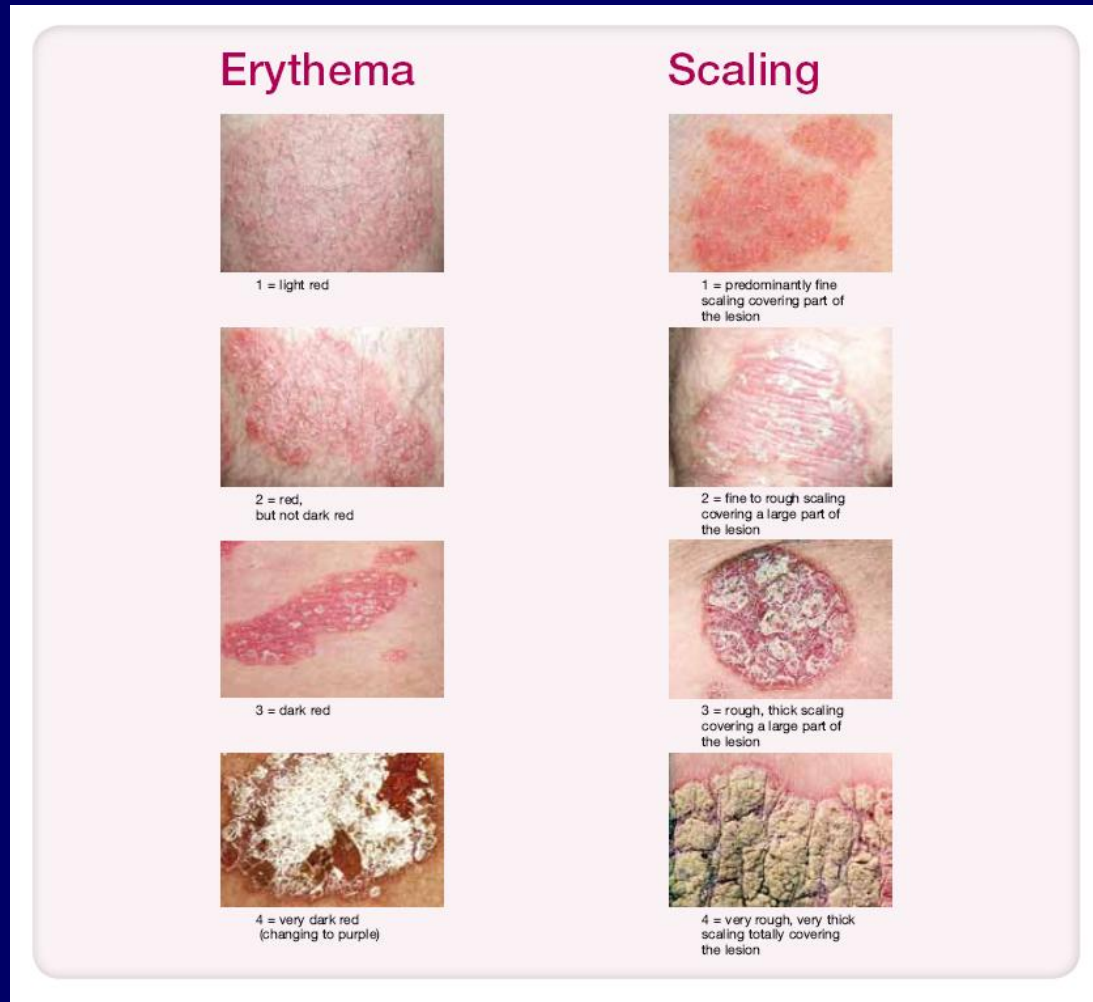 Erythema
Scaling
1 = light red
1 = predominantly fine
scaling covering part of
the lesion
2 = red,
but not dark red
2 = fine to rough scaling
covering a large part of
the lesion
3 = dark red
3 = rough, thick scaling
covering a large part of
the lesion
4 = very dark red
(changing to purple)
4 = very rough, very thick
scaling totally covering
the lesion